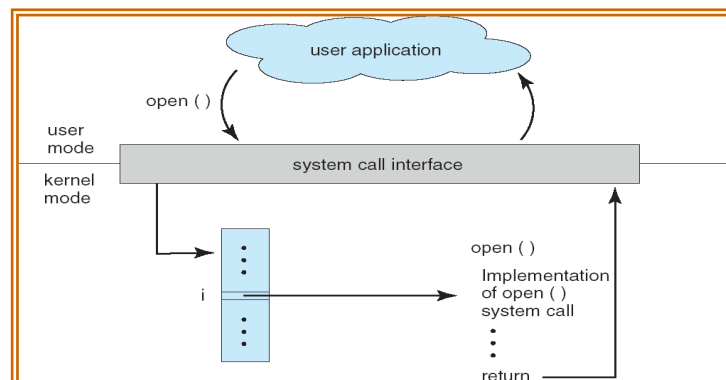 user application
open ( )
user
mode
system call interface
kernel
mode
i
open ( )
Implementation
of open ( )
system call
return